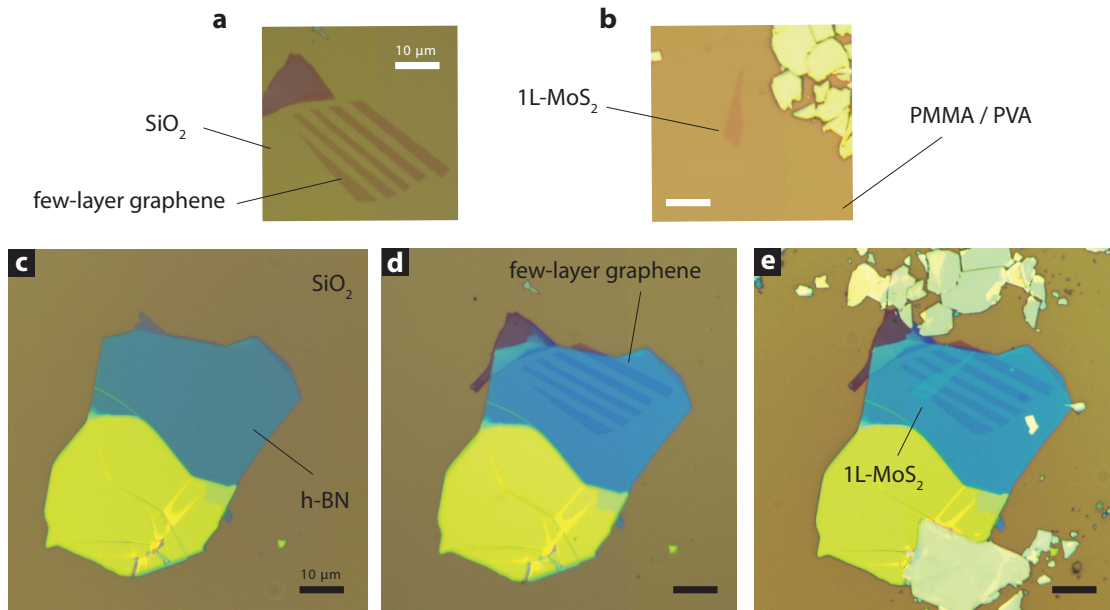 a
10 µm
SiO₂
few-layer graphene
b
1L-MoS₂
PMMA / PVA
c
SiO₂
h-BN
10 µm
d
few-layer graphene
e
1L-MoS₂